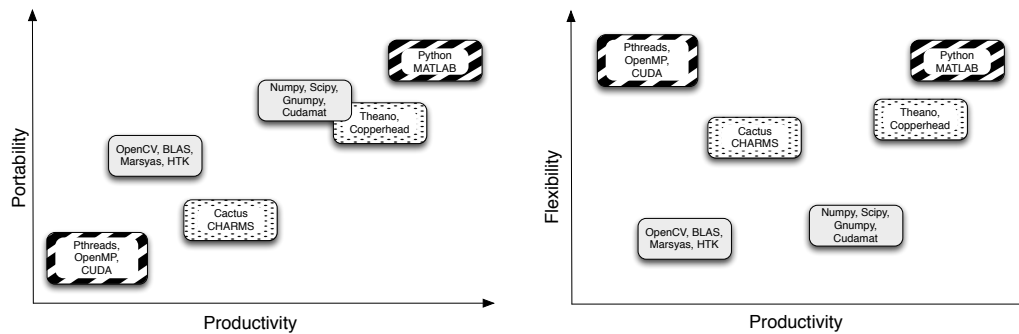 Portability
Python
MATLAB
Numpy, Scipy,
Gnumpy,
Cudamat
Theano,
Copperhead
OpenCV, BLAS,
Marsyas, HTK
Cactus
CHARMS
Pthreads,
OpenMP,
CUDA
Productivity
Flexibility
Pthreads,
OpenMP,
CUDA
Python
MATLAB
Theano,
Copperhead
Cactus
CHARMS
Numpy, Scipy,
Gnumpy,
Cudamat
OpenCV, BLAS,
Marsyas, HTK
Productivity